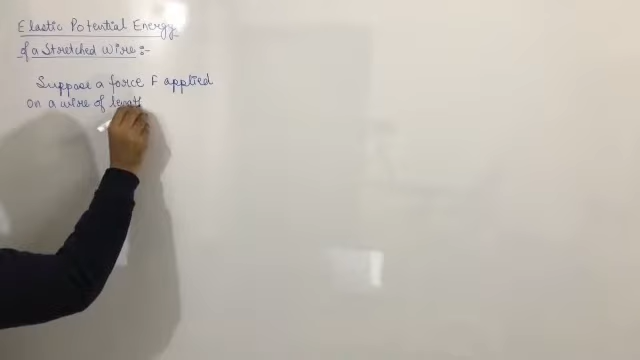 Elastic Potential Energy
of a Stretched Wire :-
Suppose a force F applied
on a wire of length